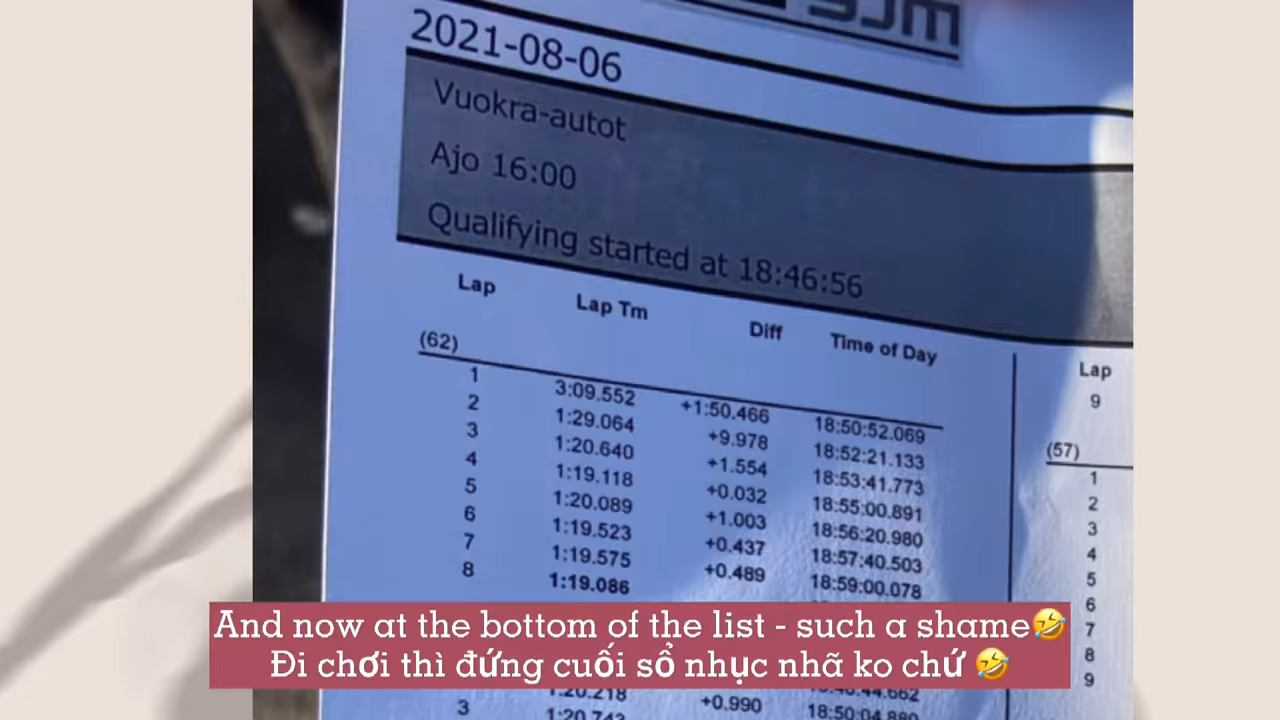 2021-08-06
Vuokra-autot
Ajo 16:00
Qualifying started at 18:46:56
Lap Lap Tm Diff Time of Day
(62)
1 3:09.552 +1:50.466 18:50:52.069
2 1:29.064 +9.978 18:52:21.133
3 1:20.640 +1.554 18:53:41.773
4 1:19.118 +0.032 18:55:00.891
5 1:20.089 +1.003 18:56:20.980
6 1:19.523 +0.437 18:57:40.503
7 1:19.575 +0.489 18:59:00.078
8 1:19.086
Lap
9
(57)
1
2
3
4
5
6
7
8
9
And now at the bottom of the list - such a shame🤣
Đi chơi thì đứng cuối sổ nhục nhã ko chứ 🤣
1:20.218 +0.990
3 1:20.743 18:50:04.880